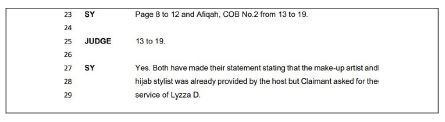 23 SY Page 8 to 12 and Afiqah, COB No.2 from 13 to 19.
24
25 JUDGE 13 to 19.
26
27 SY Yes. Both have made their statement stating that the make-up artist andl
28 hijab stylist was already provided by the host but Claimant asked for the
29 service of Lyzza D.